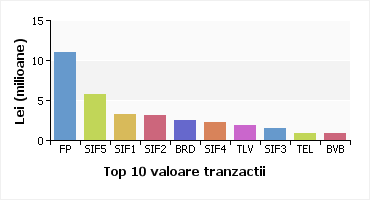 15
10
5
0
Lei (milioane)
FP SIF5 SIF1 SIF2 BRD SIF4 TLV SIF3 TEL BVB
Top 10 valoare tranzactii